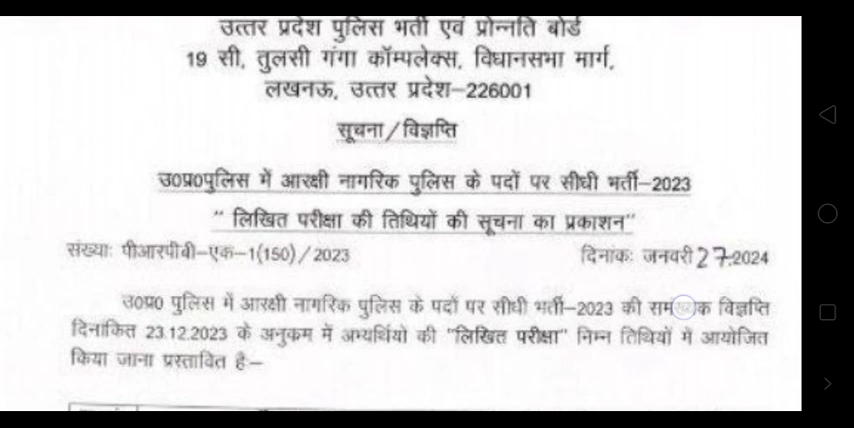 उत्तर प्रदेश पुलिस भर्ती एवं प्रोन्नति बोर्ड
19 सी, तुलसी गंगा कॉम्पलेक्स, विधानसभा मार्ग,
लखनऊ, उत्तर प्रदेश–226001
सूचना/विज्ञप्ति
उ0प्र0पुलिस में आरक्षी नागरिक पुलिस के पदों पर सीधी भर्ती–2023
“ लिखित परीक्षा की तिथियों की सूचना का प्रकाशन”
संख्याः पीआरपीबी–एक–1(150)/2023 दिनांकः जनवरी 27,2024
उ0प्र0 पुलिस में आरक्षी नागरिक पुलिस के पदों पर सीधी भर्ती–2023 की विज्ञप्ति
दिनांकित 23.12.2023 के अनुक्रम में अभ्यर्थियो की "लिखित परीक्षा" निम्न तिथियों में आयोजित
किया जाना प्रस्तावित है:–